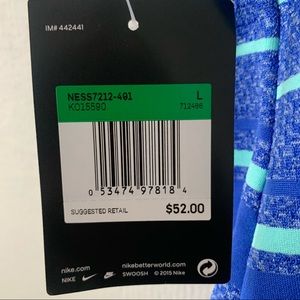 IM# 442441
NESS7212-401
L
KO15590
712486
0 53474 97818 4
SUGGESTED RETAIL
$52.00
nike.com
nikebetterworld.com
NIKE
SWOOSH © 2015 Nike